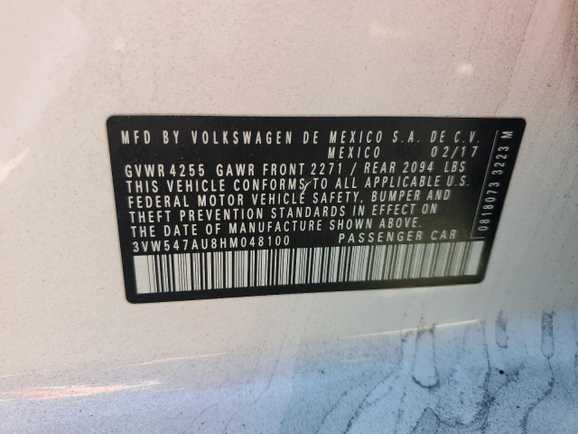 MFD BY VOLKSWAGEN DE MEXICO S.A. DE C.V.
MEXICO 02/17
GVWR 4255 GAWR FRONT 2271 / REAR 2094 LBS
THIS VEHICLE CONFORMS TO ALL APPLICABLE U.S.
FEDERAL MOTOR VEHICLE SAFETY, BUMPER AND
THEFT PREVENTION STANDARDS IN EFFECT ON
THE DATE OF MANUFACTURE SHOWN ABOVE.
3VW547AU8HM048100 PASSENGER CAR
0818073 3223 M